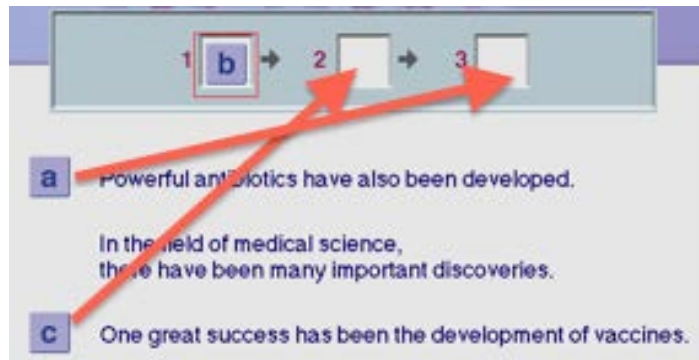 1 b 2 3
a Powerful antibiotics have also been developed.
In the field of medical science,
there have been many important discoveries.
c One great success has been the development of vaccines.